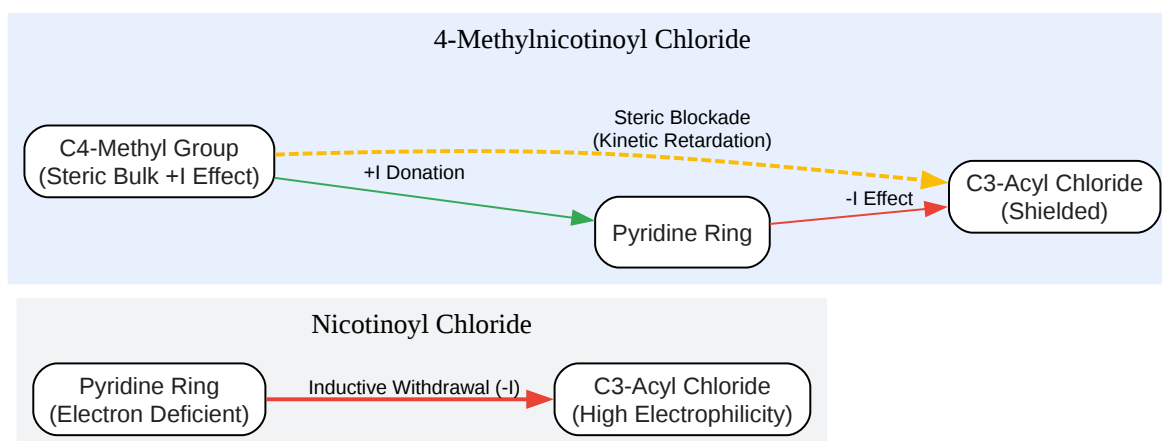 4-Methylnicotinoyl Chloride
C4-Methyl Group
(Steric Bulk +I Effect)
+I Donation
Steric Blockade
(Kinetic Retardation)
Pyridine Ring
-I Effect
C3-Acyl Chloride
(Shielded)
Nicotinoyl Chloride
Pyridine Ring
(Electron Deficient)
Inductive Withdrawal (-I)
C3-Acyl Chloride
(High Electrophilicity)